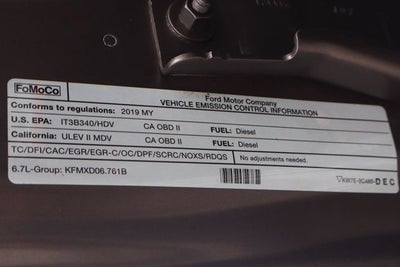 FoMoCo
Ford Motor Company
VEHICLE EMISSION CONTROL INFORMATION
Conforms to regulations: 2019 MY
U.S. EPA: IT3B340/HDV CA OBD II FUEL: Diesel
California: ULEV II MDV CA OBD II FUEL: Diesel
TC/DFI/CAC/EGR/EGR-C/OC/DPF/SCRC/NOXS/RDQS No adjustments needed.
6.7L-Group: KFMXD06.761B
DEC